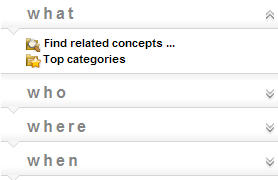 what
Find related concepts ...
Top categories
who
where
when